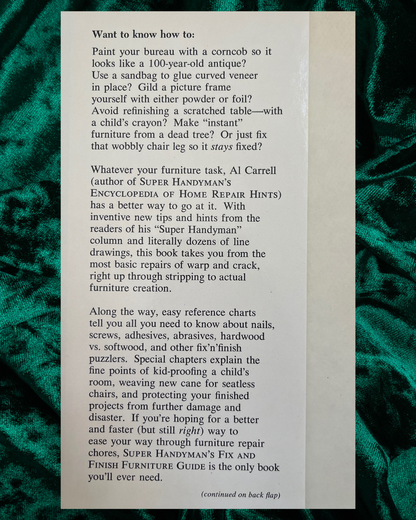 Want to know how to:
Paint your bureau with a corncob so it
looks like a 100-year-old antique?
Use a sandbag to glue curved veneer
in place?  Gild a picture frame
yourself with either powder or foil?
Avoid refinishing a scratched table—with
a child's crayon?  Make "instant"
furniture from a dead tree?  Or just fix
that wobbly chair leg so it stays fixed?
Whatever your furniture task, Al Carrell
(author of SUPER HANDYMAN'S
ENCYCLOPEDIA OF HOME REPAIR HINTS)
has a better way to go at it.  With
inventive new tips and hints from the
readers of his "Super Handyman"
column and literally dozens of line
drawings, this book takes you from the
most basic repairs of warp and crack,
right up through stripping to actual
furniture creation.
Along the way, easy reference charts
tell you all you need to know about nails,
screws, adhesives, abrasives, hardwood
vs. softwood, and other fix'n'finish
puzzlers.  Special chapters explain the
fine points of kid-proofing a child's
room, weaving new cane for seatless
chairs, and protecting your finished
projects from further damage and
disaster.  If you're hoping for a better
and faster (but still right) way to
ease your way through furniture repair
chores, SUPER HANDYMAN'S FIX AND
FINISH FURNITURE GUIDE is the only book
you'll ever need.
(continued on back flap)